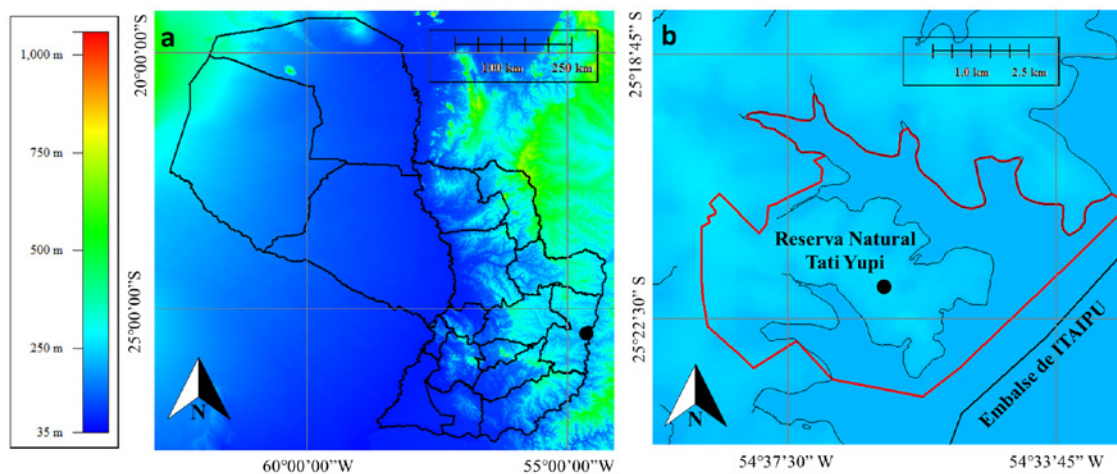 1,000 m
750 m
500 m
250 m
35 m
a
100 km 250 km
20°00'00"S
25°00'00"S
N
60°00'00"W 55°00'00"W
b
1.0 km 2.5 km
25°18'45" S
25°22'30" S
Reserva Natural
Tati Yupi
Embalse de ITAIPU
N
54°37'30" W 54°33'45" W